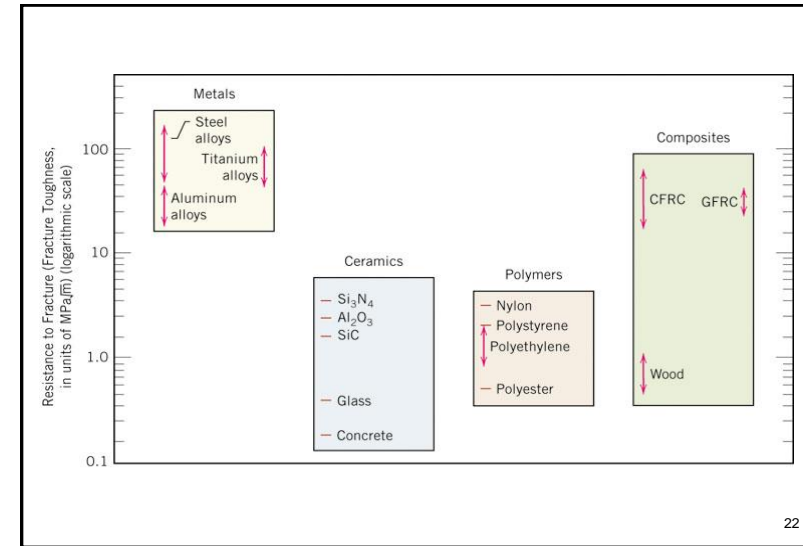 Resistance to Fracture (Fracture Toughness,
in units of MPa√m) (logarithmic scale)
100
10
1.0
0.1
Metals
Steel
alloys
Titanium
alloys
Aluminum
alloys
Ceramics
Si₃N₄
Al₂O₃
SiC
Glass
Concrete
Polymers
Nylon
Polystyrene
Polyethylene
Polyester
Composites
CFRC
GFRC
Wood
22